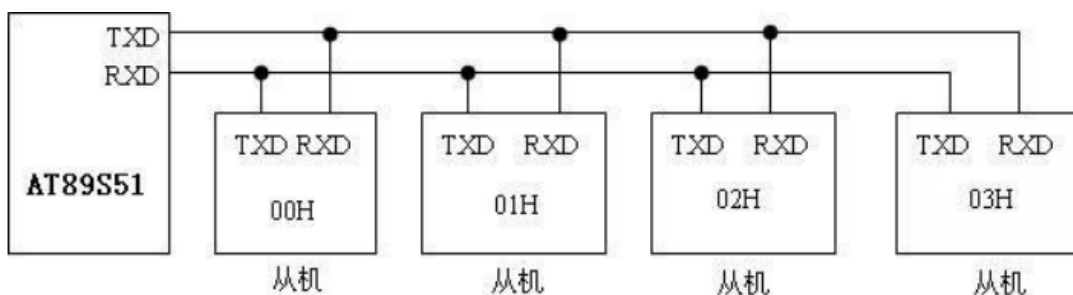 TXD
RXD
AT89S51
TXD RXD
00H
从机
TXD RXD
01H
从机
TXD RXD
02H
从机
TXD RXD
03H
从机